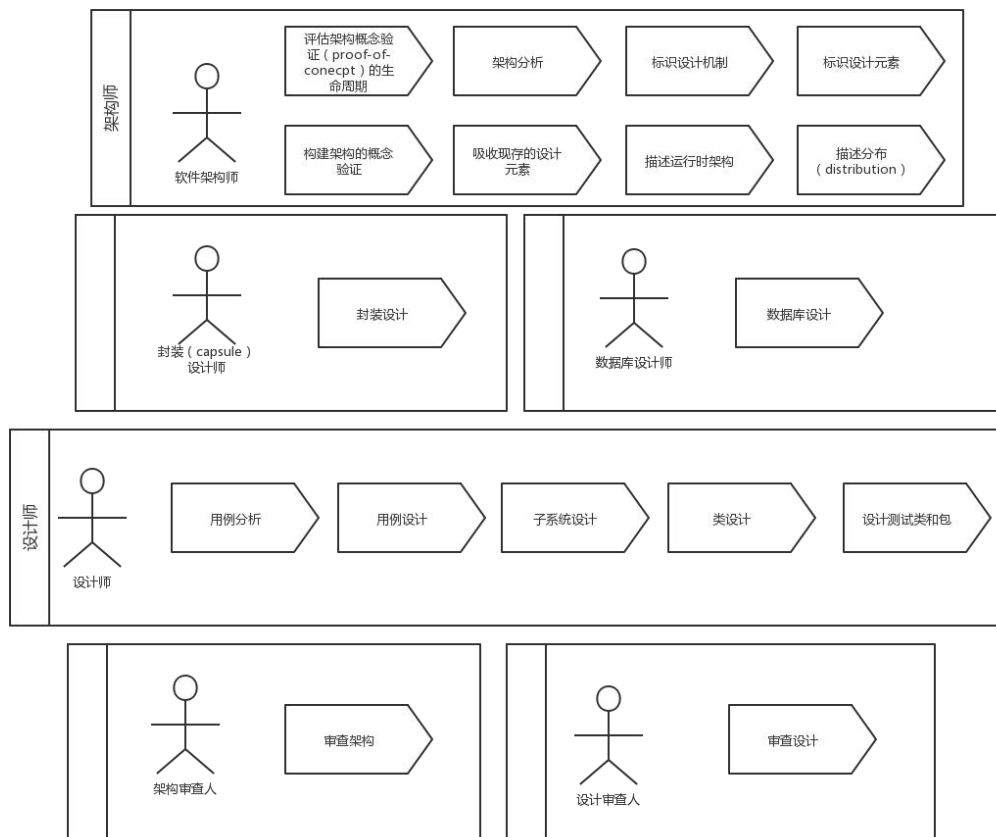 架构师
软件架构师
评估架构概念验
证（proof-of-
conecpt）的生
命周期
架构分析
标识设计机制
标识设计元素
构建架构的概念
验证
吸收现存的设计
元素
描述运行时架构
描述分布
（distribution）
封装（capsule）
设计师
封装设计
数据库设计师
数据库设计
设计师
设计师
用例分析
用例设计
子系统设计
类设计
设计测试类和包
架构审查人
审查架构
设计审查人
审查设计